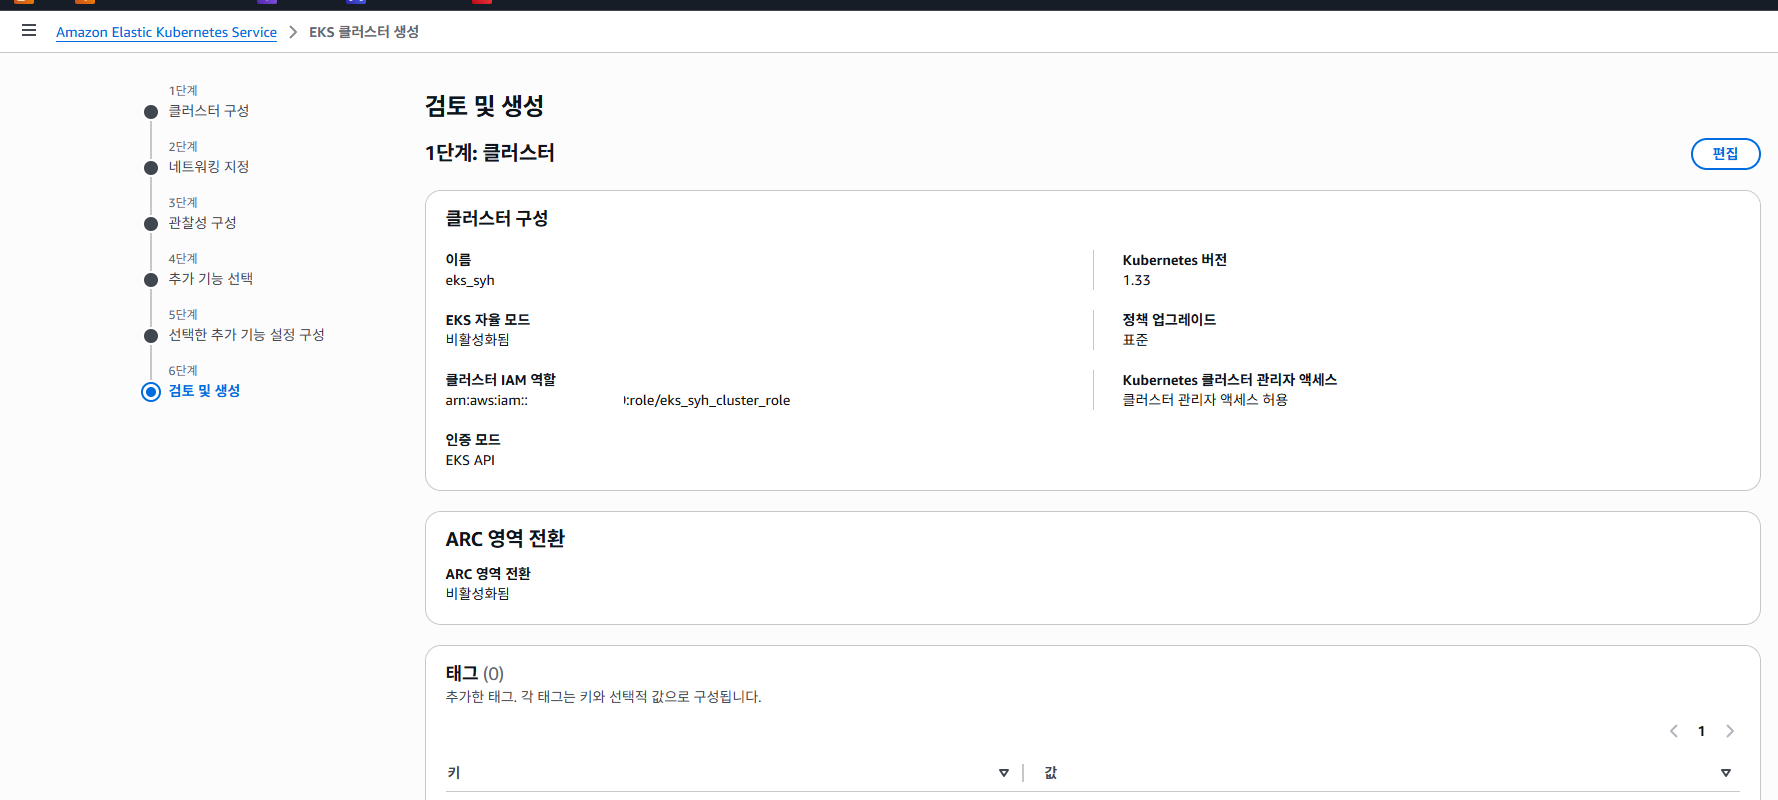 Amazon Elastic Kubernetes Service > EKS 클러스터 생성
1단계
클러스터 구성
2단계
네트워킹 지정
3단계
관찰성 구성
4단계
추가 기능 선택
5단계
선택한 추가 기능 설정 구성
6단계
검토 및 생성
검토 및 생성
1단계: 클러스터
편집
클러스터 구성
이름
eks_syh
Kubernetes 버전
1.33
EKS 자율 모드
비활성화됨
정책 업그레이드
표준
클러스터 IAM 역할
arn:aws:iam:: :role/eks_syh_cluster_role
Kubernetes 클러스터 관리자 액세스
클러스터 관리자 액세스 허용
인증 모드
EKS API
ARC 영역 전환
ARC 영역 전환
비활성화됨
태그 (0)
추가한 태그. 각 태그는 키와 선택적 값으로 구성됩니다.
1
키
값